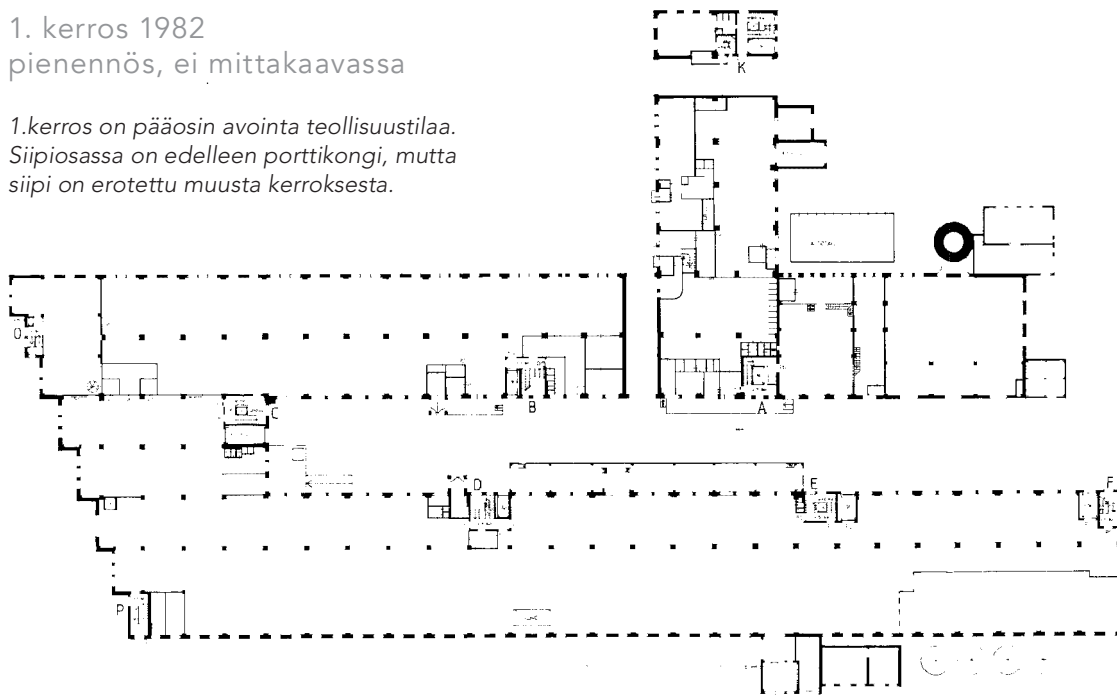 1. kerros 1982
pienennös, ei mittakaavassa
1.kerros on pääosin avointa teollisuustilaa.
Siipiosassa on edelleen porttikongi, mutta
siipi on erotettu muusta kerroksesta.
K
O
C
B
A
D
E
F
P